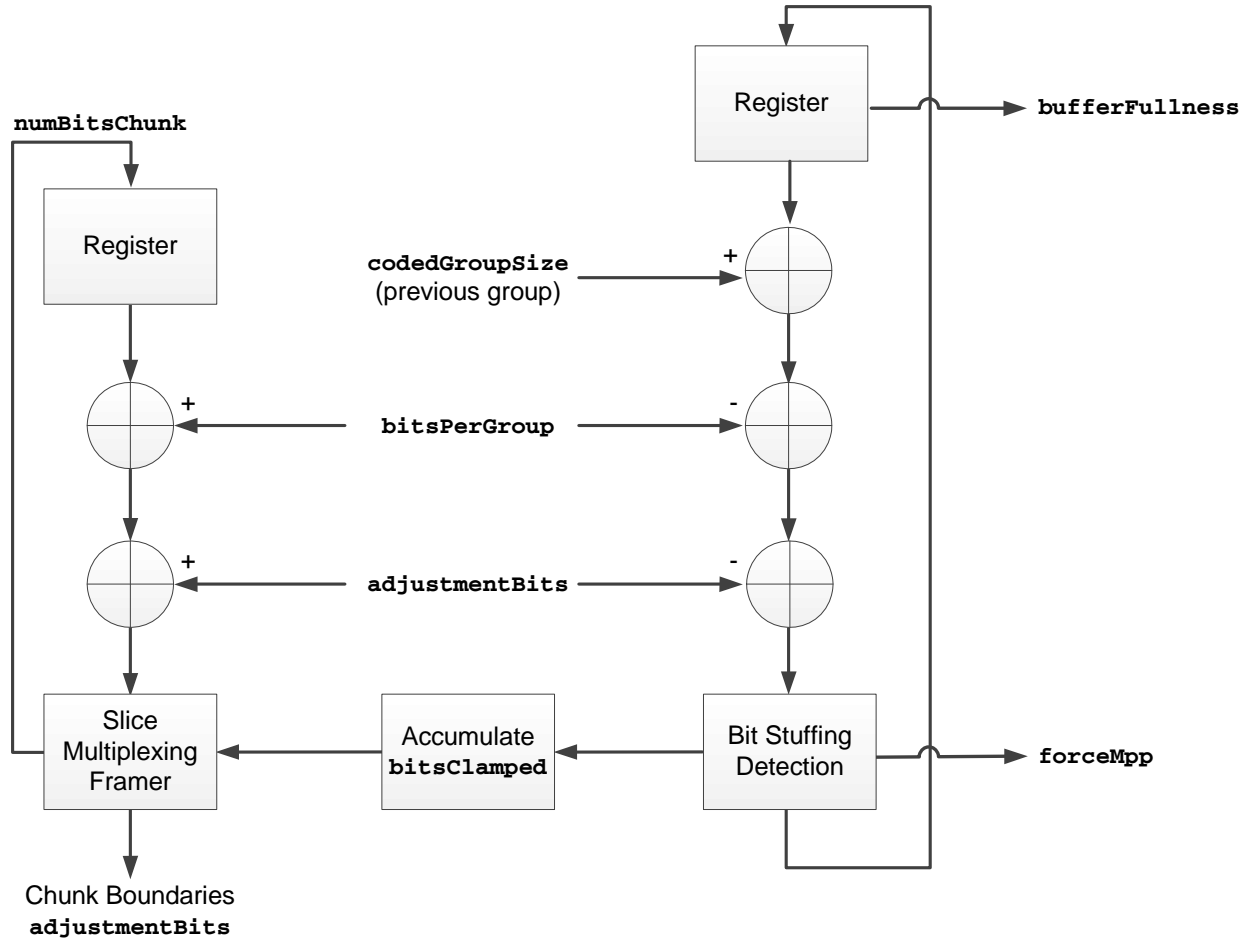 Register
bufferFullness
numBitsChunk
Register
codedGroupSize
(previous group)
+
+
bitsPerGroup
-
+
adjustmentBits
-
Slice
Multiplexing
Framer
Accumulate
bitsClamped
Bit Stuffing
Detection
forceMpp
Chunk Boundaries
adjustmentBits